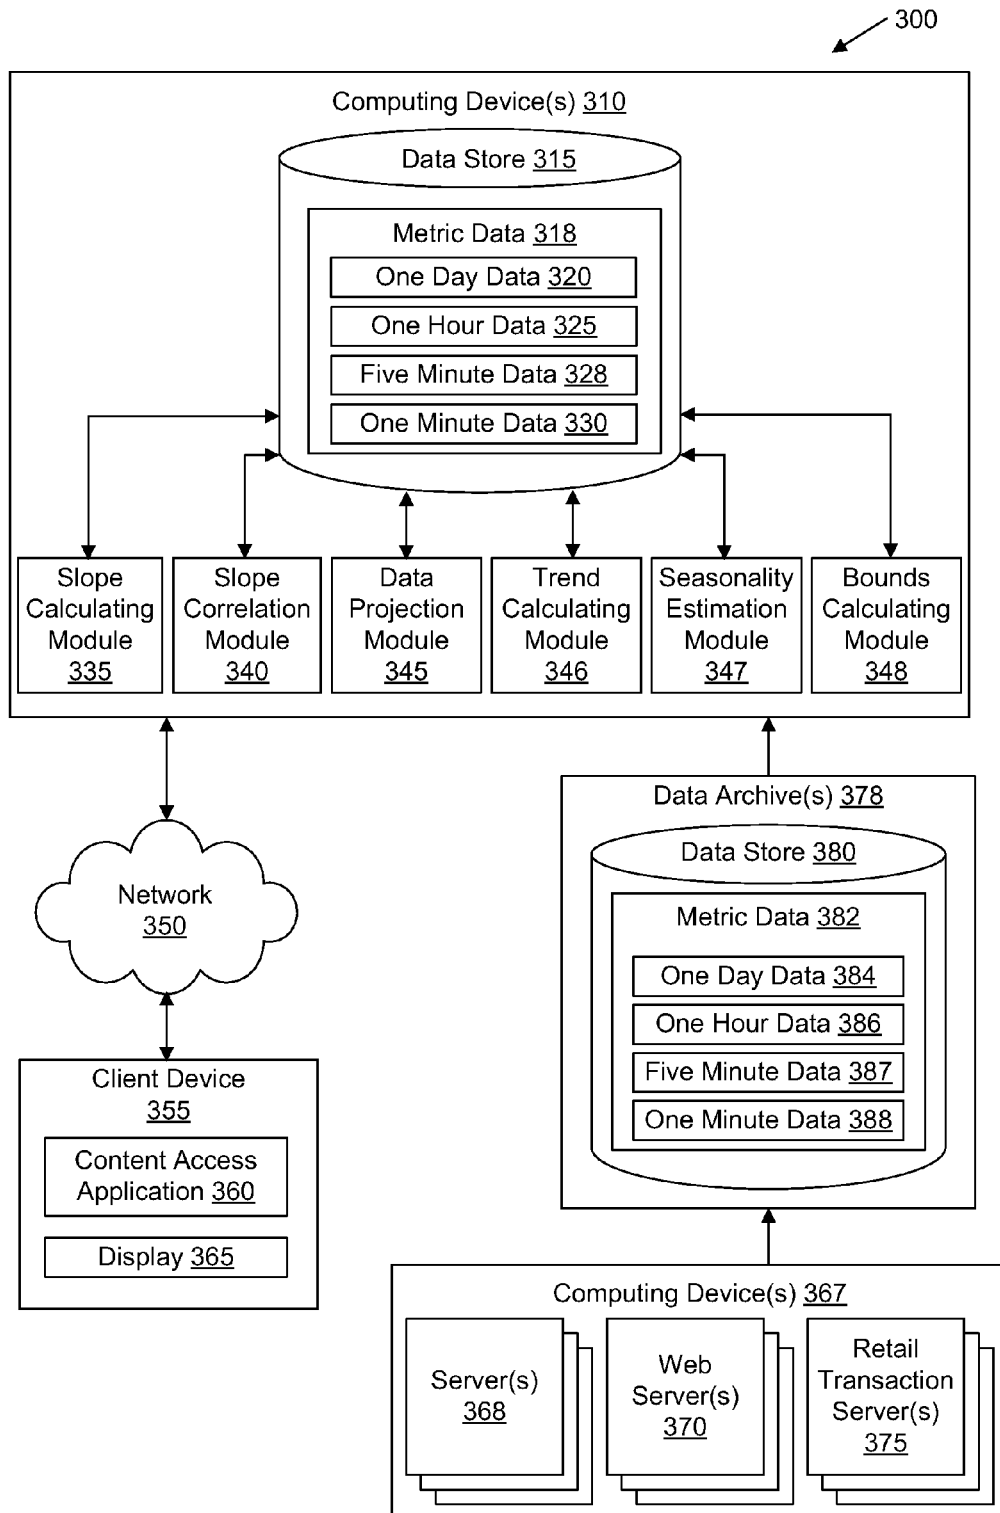 300
Computing Device(s) 310
Data Store 315
Metric Data 318
One Day Data 320
One Hour Data 325
Five Minute Data 328
One Minute Data 330
Slope
Calculating
Module
335
Slope
Correlation
Module
340
Data
Projection
Module
345
Trend
Calculating
Module
346
Seasonality
Estimation
Module
347
Bounds
Calculating
Module
348
Network
350
Client Device
355
Content Access
Application 360
Display 365
Data Archive(s) 378
Data Store 380
Metric Data 382
One Day Data 384
One Hour Data 386
Five Minute Data 387
One Minute Data 388
Computing Device(s) 367
Server(s)
368
Web
Server(s)
370
Retail
Transaction
Server(s)
375